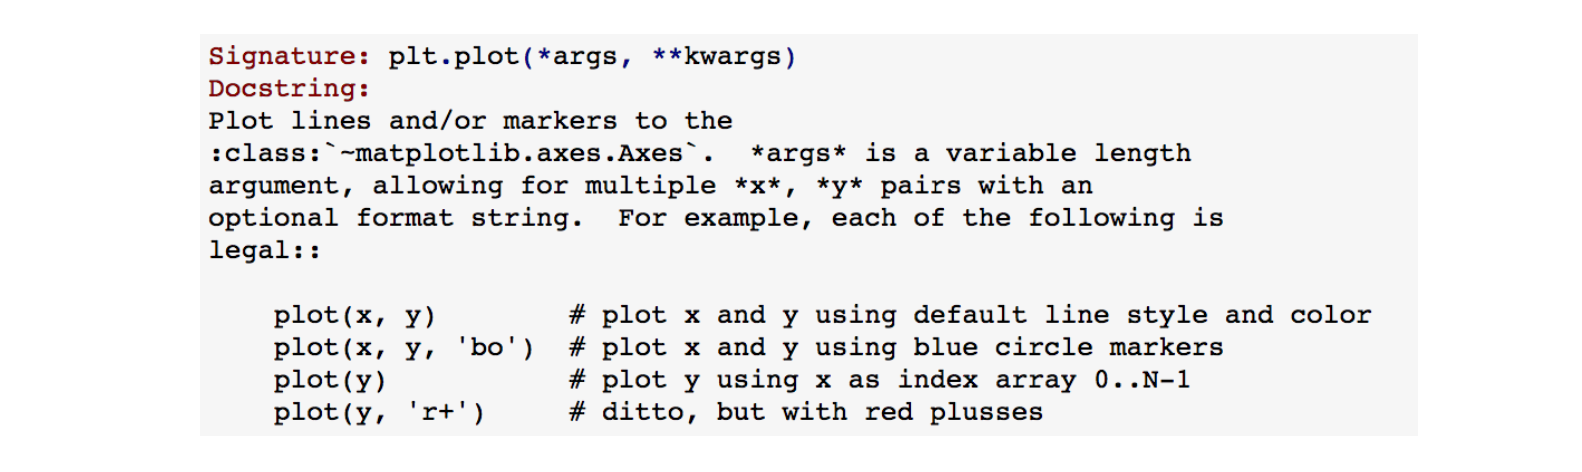 Signature: plt.plot(*args, **kwargs)
Docstring:
Plot lines and/or markers to the
:class:`~matplotlib.axes.Axes`.  *args* is a variable length
argument, allowing for multiple *x*, *y* pairs with an
optional format string.  For example, each of the following is
legal::

    plot(x, y)        # plot x and y using default line style and color
    plot(x, y, 'bo')  # plot x and y using blue circle markers
    plot(y)           # plot y using x as index array 0..N-1
    plot(y, 'r+')     # ditto, but with red plusses